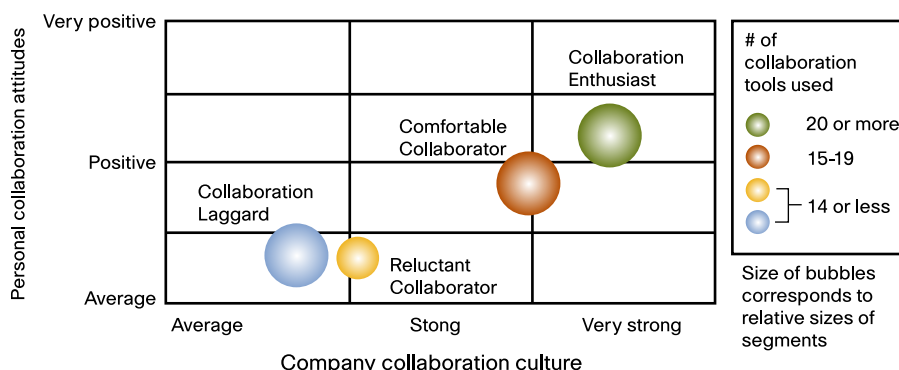 Personal collaboration attitudes
Very positive
Positive
Average
Collaboration
Enthusiast
Comfortable
Collaborator
Collaboration
Laggard
Reluctant
Collaborator
Average
Stong
Very strong
Company collaboration culture
# of
collaboration
tools used
20 or more
15-19
14 or less
Size of bubbles
corresponds to
relative sizes of
segments